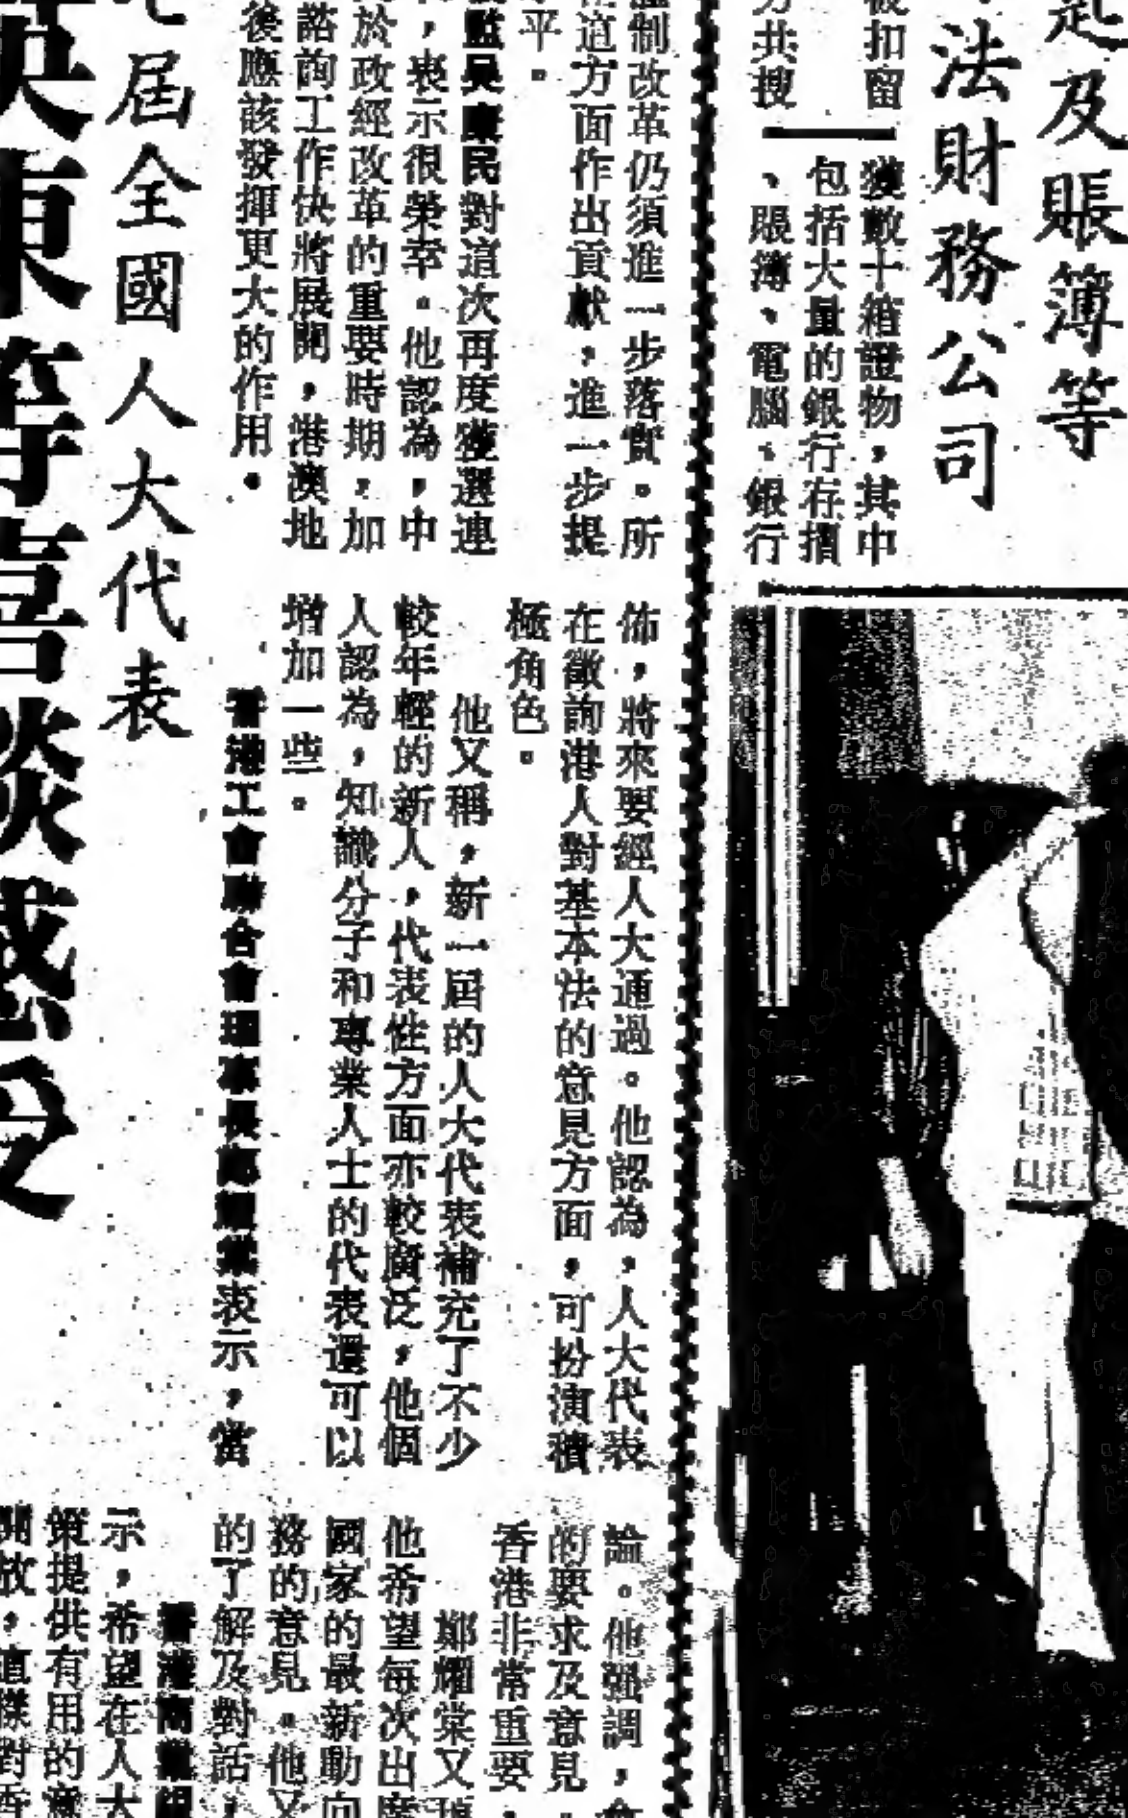 及賬簿等
法財務公司
被扣留
方共搜
獲數十箱證物，其中
包括大量的銀行存摺
、賬簿、電腦、銀行
制改革仍須進一步落實。所
這方面作出貢獻，進一步提
平。
監吳康民對這次再度獲選連
，表示很榮幸。他認為，中
於政經改革的重要時期，加
諮詢工作快將展開，港澳地
後應該發揮更大的作用。
屆全國人大代表
東等喜談感受
佈，將來要經人大通過。他認為，人大代表
在徵詢港人對基本法的意見方面，可扮演積
極角色。
他又稱，新一屆的人大代表補充了不少
較年輕的新人，代表性方面亦較廣泛，他個
人認為，知識分子和專業人士的代表還可以
增加一些。
香港工會聯合會理事長鄭耀棠表示，當
論。他强調，
的要求及意見，
香港非常重要，
鄭耀棠又
他希望每次出席
國家的最新動向
務的意見。他又
的了解及對話，
香港商業
示，希望在人大
策提供有用的意
開放，這樣對香